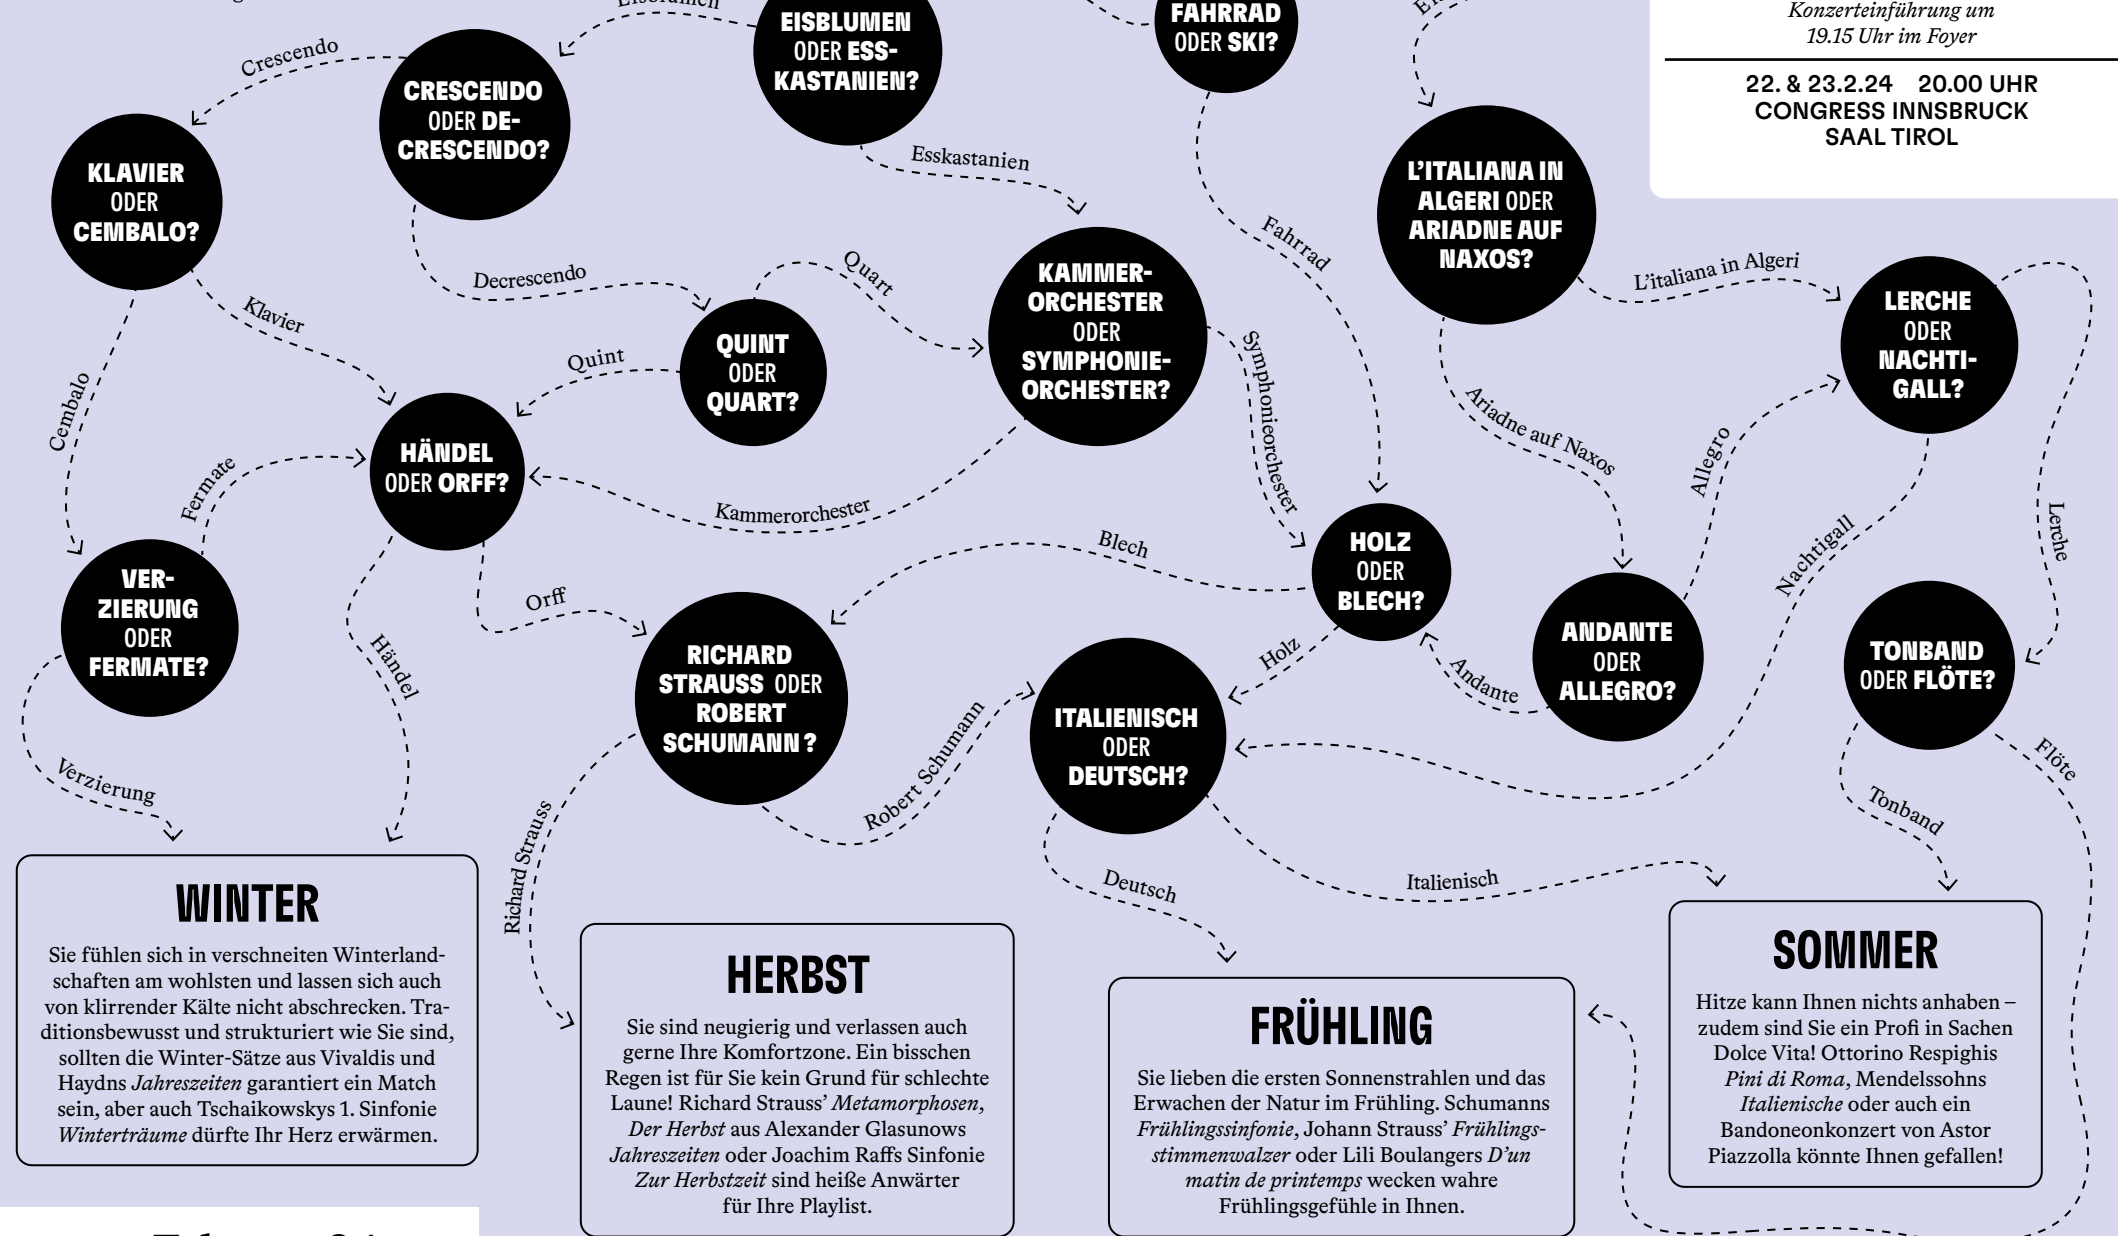 Eisblumen
EISBLUMEN
ODER ESS-
KASTANIEN?
FAHRRAD
ODER SKI?
Konzerteinführung um
19.15 Uhr im Foyer
22. & 23.2.24 20.00 UHR
CONGRESS INNSBRUCK
SAAL TIROL
Crescendo
CRESCENDO
ODER DE-
CRESCENDO?
KLAVIER
ODER
CEMBALO?
Esskastanien
L’ITALIANA IN
ALGERI ODER
ARIADNE AUF
NAXOS?
Fahrrad
Decrescendo
Quart
KAMMER-
ORCHESTER
ODER
SYMPHONIE-
ORCHESTER?
L’italiana in Algeri
LERCHE
ODER
NACHTI-
GALL?
Klavier
Cembalo
Quint
QUINT
ODER
QUART?
Symphonieorchester
Ariadne auf Naxos
Allegro
HÄNDEL
ODER ORFF?
Fermate
Kammerorchester
Blech
HOLZ
ODER
BLECH?
Nachtigall
Lerche
VER-
ZIERUNG
ODER
FERMATE?
Orff
Händel
RICHARD
STRAUSS ODER
ROBERT
SCHUMANN?
Holz
Andante
ANDANTE
ODER
ALLEGRO?
TONBAND
ODER FLÖTE?
ITALIENISCH
ODER
DEUTSCH?
Verzierung
Robert Schumann
Richard Strauss
Flöte
Tonband
Deutsch
Italienisch
WINTER
Sie fühlen sich in verschneiten Winterland-
schaften am wohlsten und lassen sich auch
von klirrender Kälte nicht abschrecken. Tra-
ditionsbewusst und strukturiert wie Sie sind,
sollten die Winter-Sätze aus Vivaldis und
Haydns Jahreszeiten garantiert ein Match
sein, aber auch Tschaikowskys 1. Sinfonie
Winterträume dürfte Ihr Herz erwärmen.
HERBST
Sie sind neugierig und verlassen auch
gerne Ihre Komfortzone. Ein bisschen
Regen ist für Sie kein Grund für schlechte
Laune! Richard Strauss’ Metamorphosen,
Der Herbst aus Alexander Glasunows
Jahreszeiten oder Joachim Raffs Sinfonie
Zur Herbstzeit sind heiße Anwärter
für Ihre Playlist.
FRÜHLING
Sie lieben die ersten Sonnenstrahlen und das
Erwachen der Natur im Frühling. Schumanns
Frühlingssinfonie, Johann Strauss’ Frühlings-
stimmenwalzer oder Lili Boulangers D’un
matin de printemps wecken wahre
Frühlingsgefühle in Ihnen.
SOMMER
Hitze kann Ihnen nichts anhaben –
zudem sind Sie ein Profi in Sachen
Dolce Vita! Ottorino Respighis
Pini di Roma, Mendelssohns
Italienische oder auch ein
Bandoneonkonzert von Astor
Piazzolla könnte Ihnen gefallen!